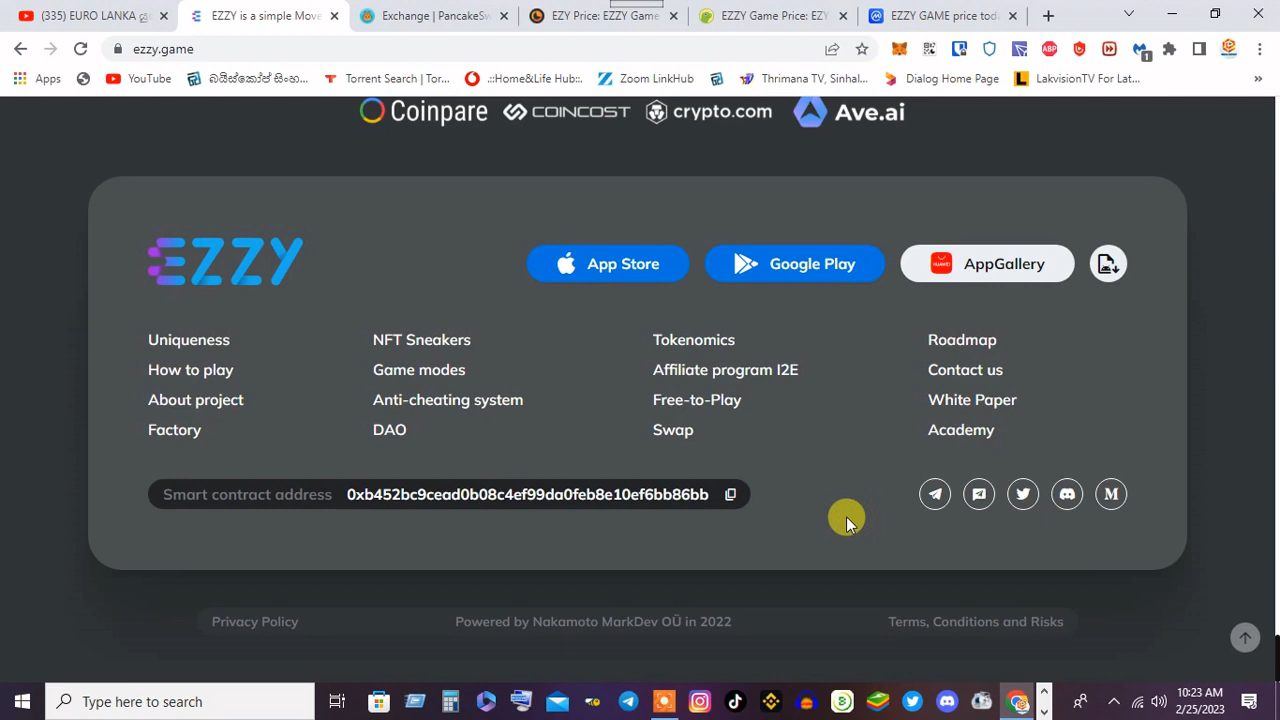 (335) EURO LANKA
EZZY is a simple Move
Exchange | PancakeSw
EZY Price: EZZY Game
EZZY Game Price: EZY
EZZY GAME price tod
ezzy.game
Apps
YouTube
බයිස්කෝප් සිංහ...
Torrent Search | Tor...
::Home&Life Hub::.
Zoom LinkHub
Thrimana TV, Sinhal...
Dialog Home Page
LakvisionTV For Lat...
Coinpare
COINCOST
crypto.com
Ave.ai
EZZY
App Store
Google Play
AppGallery
Uniqueness
NFT Sneakers
Tokenomics
Roadmap
How to play
Game modes
Affiliate program I2E
Contact us
About project
Anti-cheating system
Free-to-Play
White Paper
Factory
DAO
Swap
Academy
Smart contract address 0xb452bc9cead0b08c4ef99da0feb8e10ef6bb86bb
Privacy Policy
Powered by Nakamoto MarkDev OÜ in 2022
Terms, Conditions and Risks
Type here to search
10:23 AM
2/25/2023